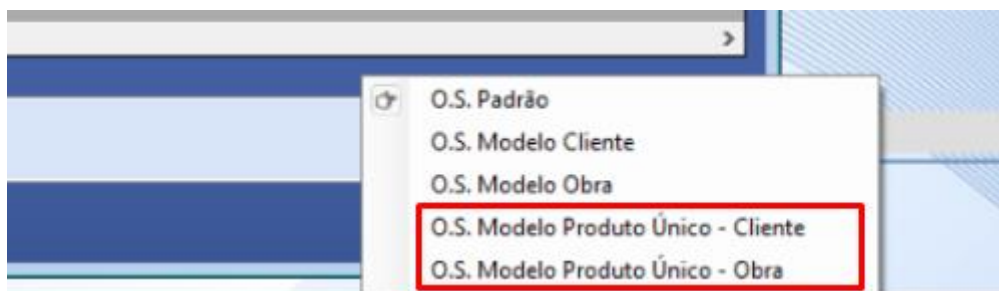 O.S. Padrão
O.S. Modelo Cliente
O.S. Modelo Obra
O.S. Modelo Produto Único - Cliente
O.S. Modelo Produto Único - Obra